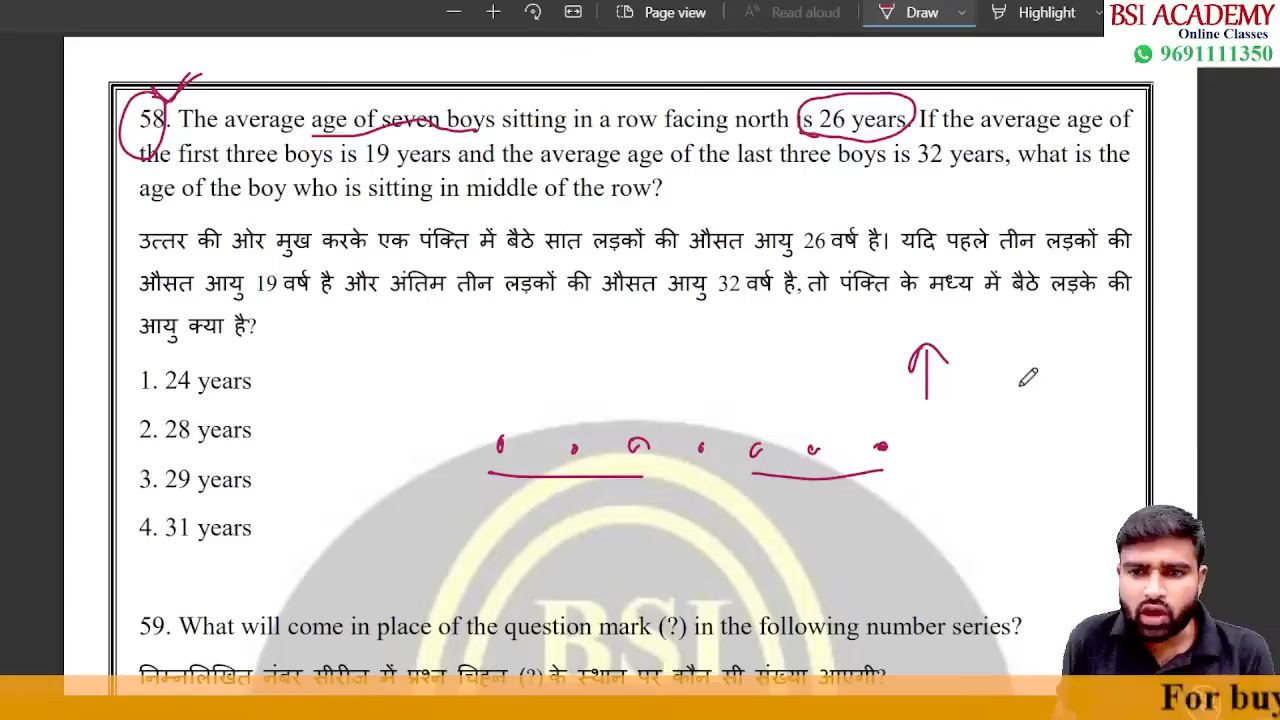 Page view
Read aloud
Draw
Highlight
BSI ACADEMY
Online Classes
9691111350
58. The average age of seven boys sitting in a row facing north is 26 years. If the average age of
the first three boys is 19 years and the average age of the last three boys is 32 years, what is the
age of the boy who is sitting in middle of the row?
उत्तर की ओर मुख करके एक पंक्ति में बैठे सात लड़कों की औसत आयु 26 वर्ष है। यदि पहले तीन लड़कों की
औसत आयु 19 वर्ष है और अंतिम तीन लड़कों की औसत आयु 32 वर्ष है, तो पंक्ति के मध्य में बैठे लड़के की
आयु क्या है?
1. 24 years
2. 28 years
3. 29 years
4. 31 years
BSI
59. What will come in place of the question mark (?) in the following number series?
निम्नलिखित नंबर सीरीज में प्रश्न चिह्न (?) के स्थान पर कौन सी संख्या आएगी?
For buy